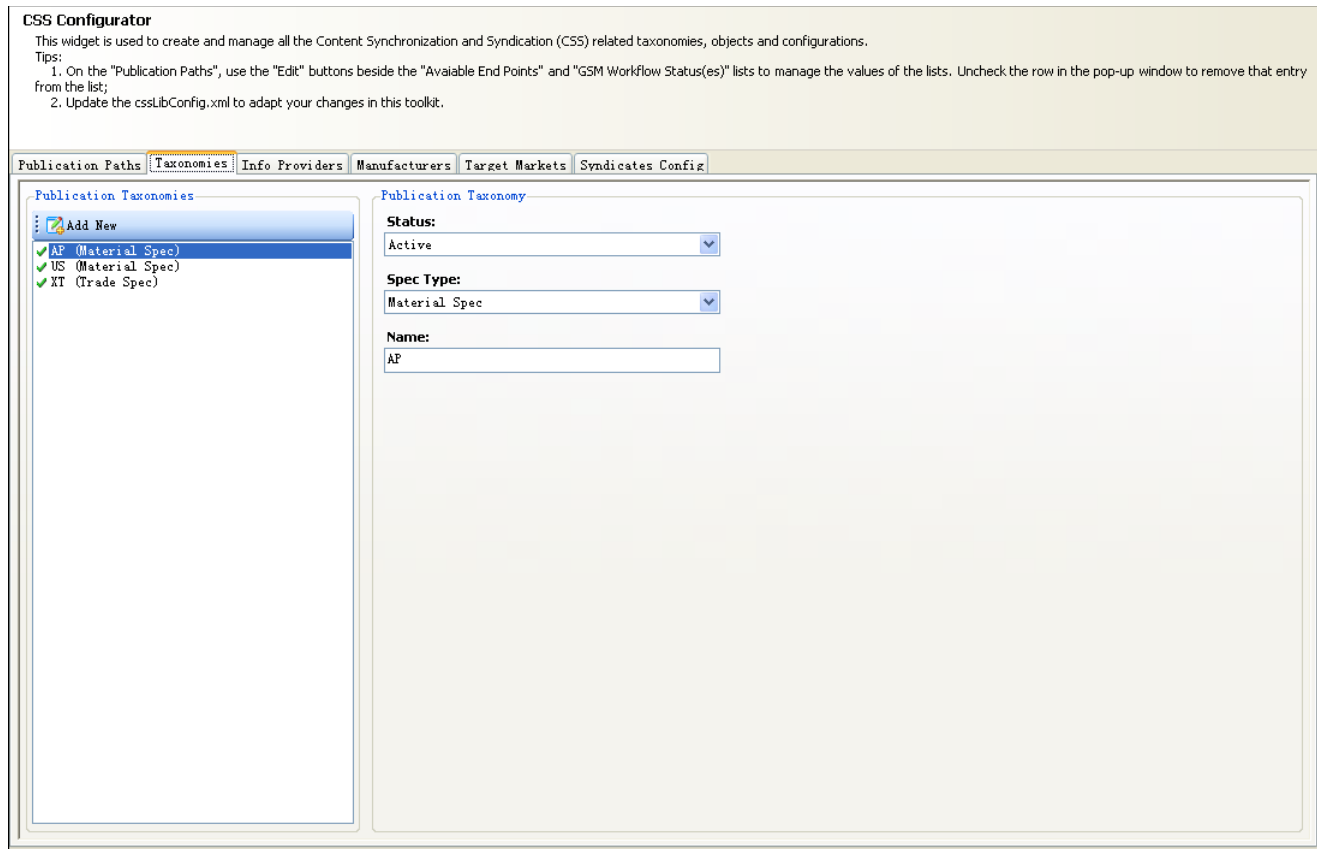 CSS Configurator
This widget is used to create and manage all the Content Synchronization and Syndication (CSS) related taxonomies, objects and configurations.
Tips:
1. On the "Publication Paths", use the "Edit" buttons beside the "Avaiable End Points" and "GSM Workflow Status(es)" lists to manage the values of the lists. Uncheck the row in the pop-up window to remove that entry
from the list;
2. Update the cssLibConfig.xml to adapt your changes in this toolkit.
Publication Paths Taxonomies Info Providers Manufacturers Target Markets Syndicates Config
Publication Taxonomies
Add New
AP (Material Spec)
US (Material Spec)
XT (Trade Spec)
Publication Taxonomy
Status:
Active
Spec Type:
Material Spec
Name:
AP